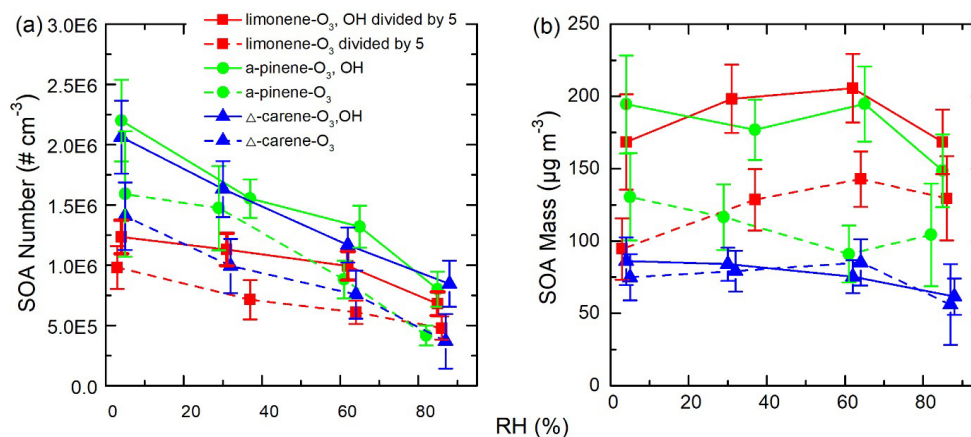 (a)
SOA Number (# cm⁻³)
3.0E6
2.5E6
2.0E6
1.5E6
1.0E6
5.0E5
0.0
0 20 40 60 80
limonene-O₃, OH divided by 5
limonene-O₃ divided by 5
a-pinene-O₃, OH
a-pinene-O₃
△-carene-O₃,OH
△-carene-O₃
(b)
SOA Mass (µg m⁻³)
250
200
150
100
50
0
0 20 40 60 80
RH (%)